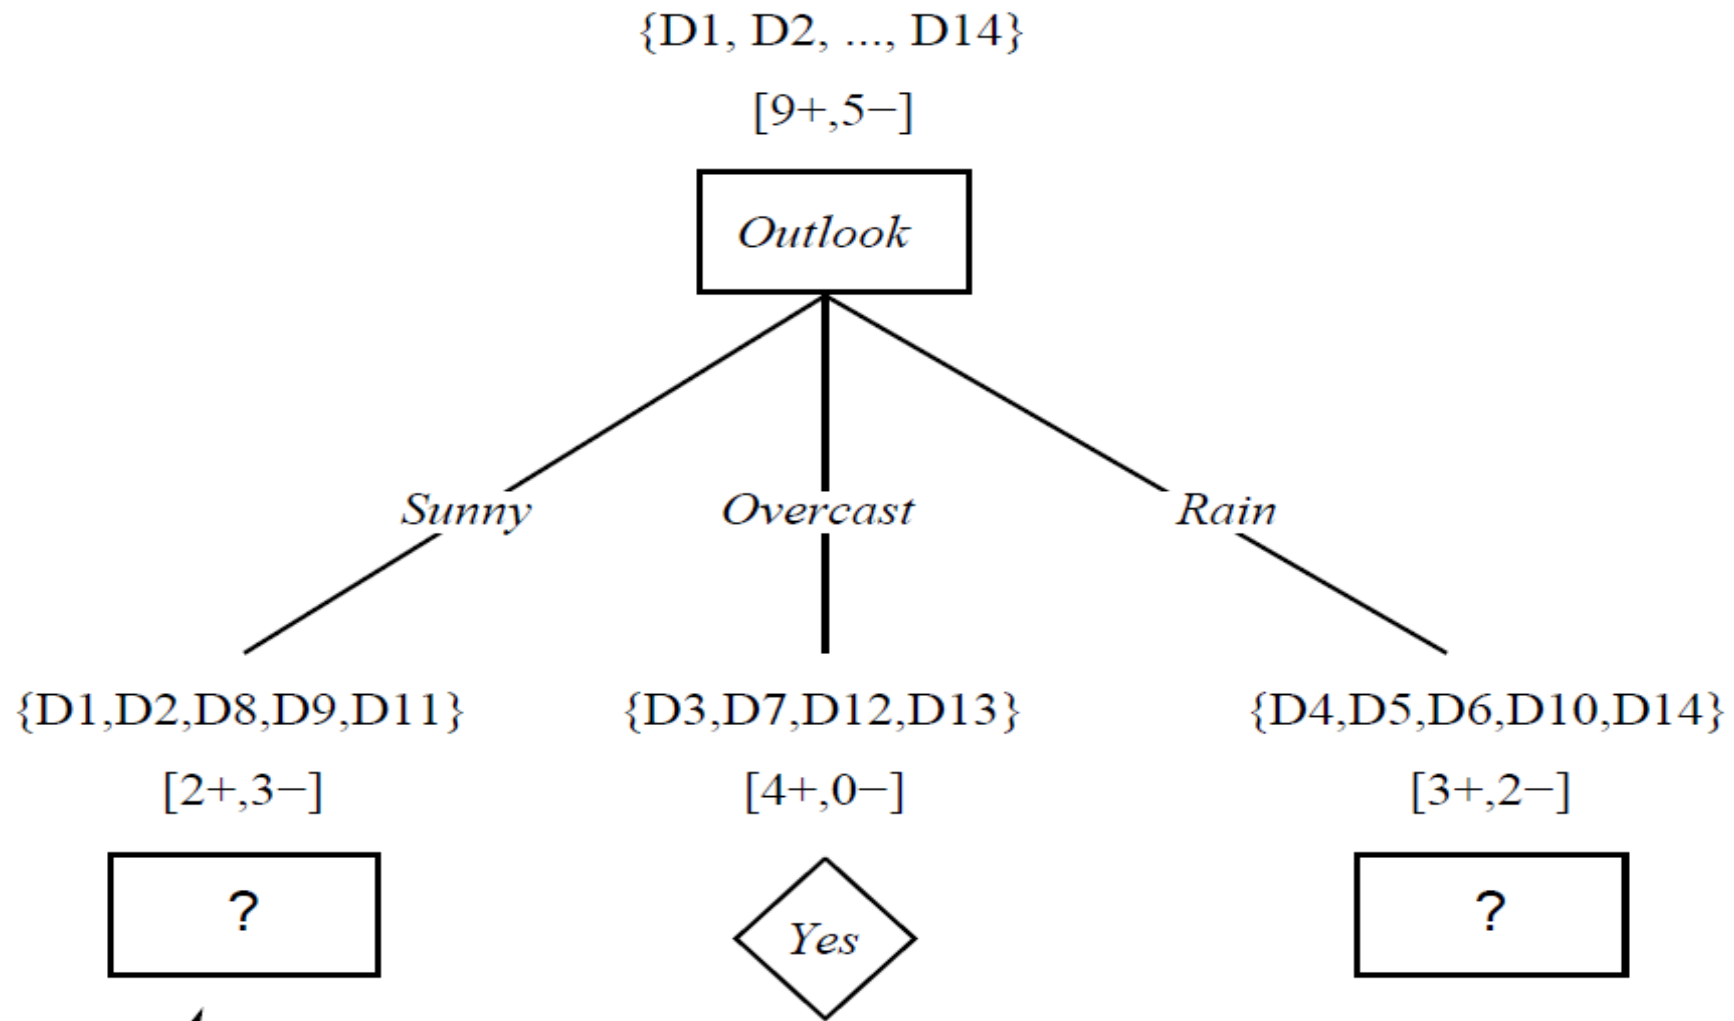 {D1, D2, ..., D14}
[9+,5−]
Outlook
Sunny
Overcast
Rain
{D1,D2,D8,D9,D11}
{D3,D7,D12,D13}
{D4,D5,D6,D10,D14}
[2+,3−]
[4+,0−]
[3+,2−]
?
Yes
?